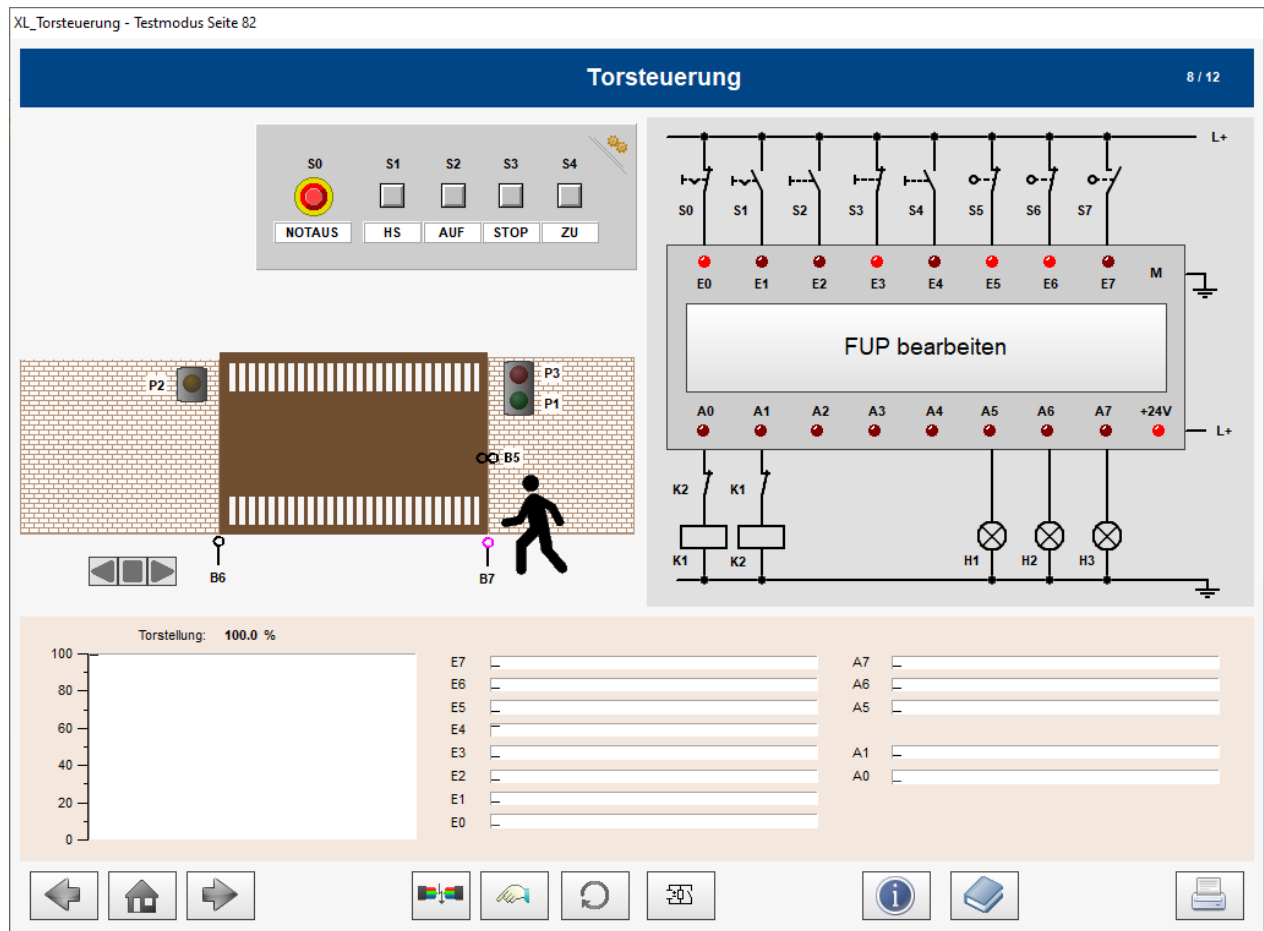 XL_Torsteuerung - Testmodus Seite 82
Torsteuerung
8 / 12
S0 S1 S2 S3 S4
NOTAUS HS AUF STOP ZU
L+
S0 S1 S2 S3 S4 S5 S6 S7
E0 E1 E2 E3 E4 E5 E6 E7 M
FUP bearbeiten
A0 A1 A2 A3 A4 A5 A6 A7 +24V
L+
K2 K1
K1 K2 H1 H2 H3
P2 P3
P1
B5
B6 B7
Torstellung: 100.0 %
100
80
60
40
20
0
E7
E6
E5
E4
E3
E2
E1
E0
A7
A6
A5
A1
A0